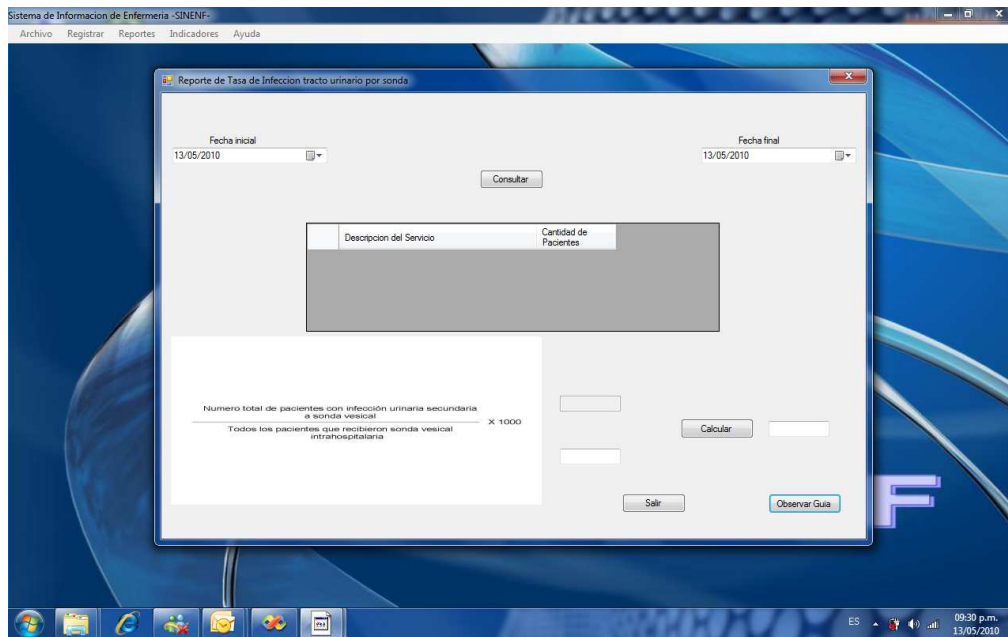 Sistema de Informacion de Enfermeria -SINENF-
Archivo Registrar Reportes Indicadores Ayuda
Reporte de Tasa de Infeccion tracto urinario por sonda
Fecha inicial
Fecha final
13/05/2010
13/05/2010
Consultar
Descripcion del Servicio
Cantidad de
Pacientes
Numero total de pacientes con infección urinaria secundaria
a sonda vesical
X 1000
Todos los pacientes que recibieron sonda vesical
intrahospitalaria
Calcular
Salir
Observar Guia
F
ES
09:30 p.m.
13/05/2010